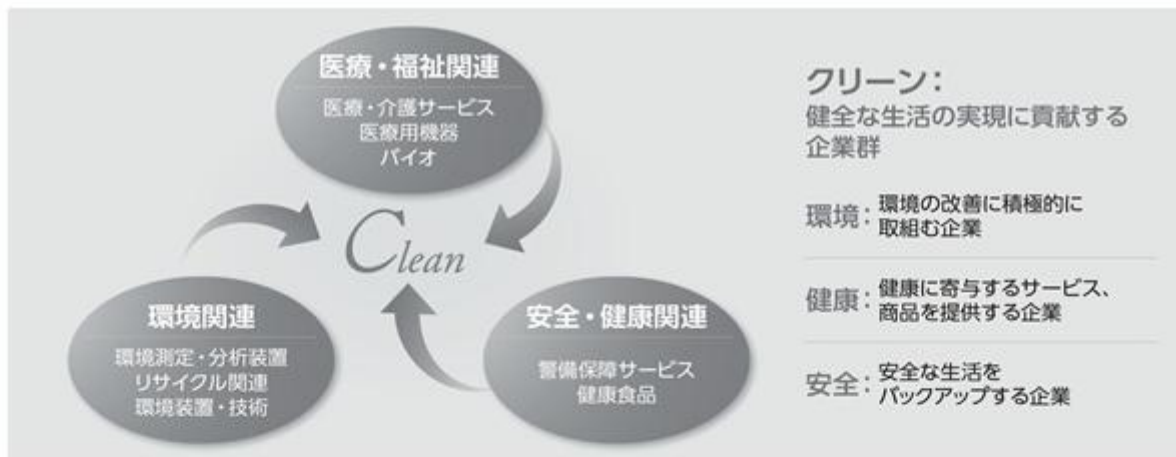 医療・福祉関連
医療・介護サービス
医療用機器
バイオ
Clean
環境関連
環境測定・分析装置
リサイクル関連
環境装置・技術
安全・健康関連
警備保障サービス
健康食品
クリーン：
健全な生活の実現に貢献する
企業群
環境：環境の改善に積極的に
取組む企業
健康：健康に寄与するサービス、
商品を提供する企業
安全：安全な生活を
バックアップする企業